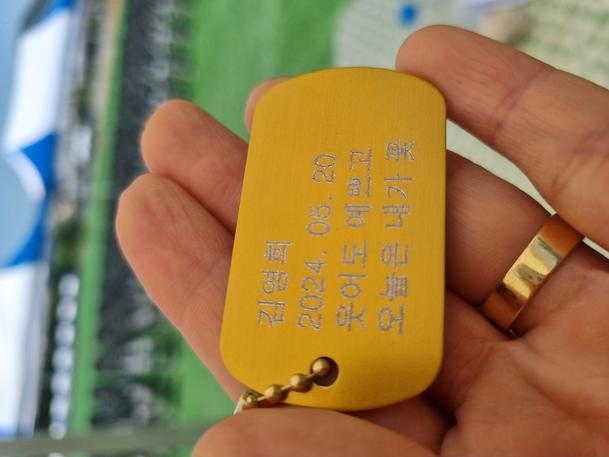 김영희
2024. 05. 20
웃어도 예쁘고
오늘은 내가 꽃